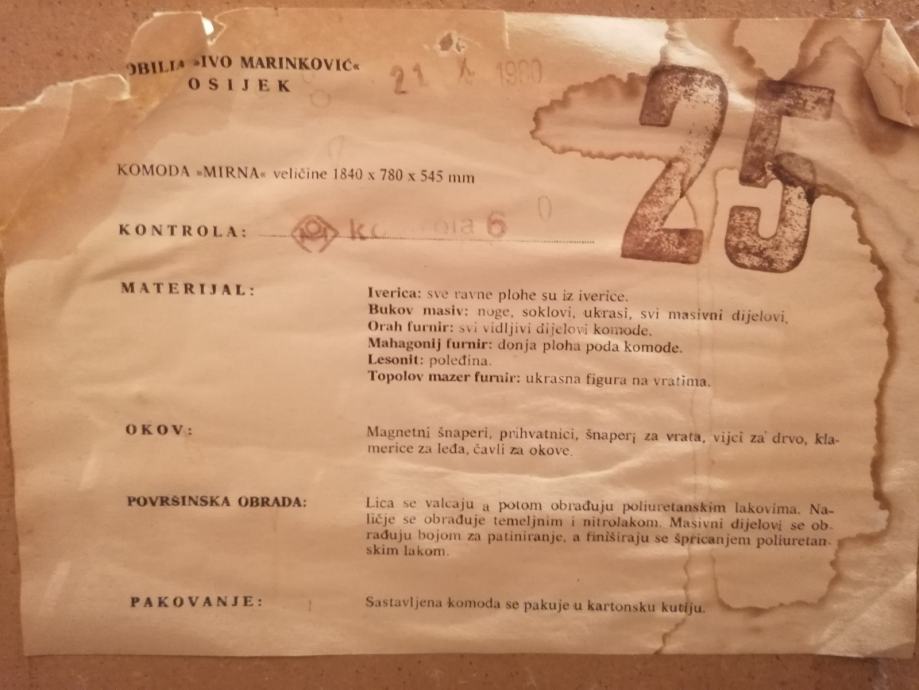 OBILIA »IVO MARINKOVIĆ«
OSIJEK
21 X 1980
25
KOMODA »MIRNA« veličine 1840 x 780 x 545 mm
KONTROLA: 6
MATERIJAL:
Iverica: sve ravne plohe su iz iverice.
Bukov masiv: noge, soklovi, ukrasi, svi masivni dijelovi.
Orah furnir: svi vidljivi dijelovi komode.
Mahagonij furnir: donja ploha poda komode.
Lesonit: poleđina.
Topolov mazer furnir: ukrasna figura na vratima.
OKOV:
Magnetni šnaperi, prihvatnici, šnaperi za vrata, vijci za drvo, kla-
merice za leđa, čavli za okove.
POVRŠINSKA OBRADA:
Lica se valcaju a potom obrađuju poliuretanskim lakovima. Na-
ličje se obrađuje temeljnim i nitrolakom. Masivni dijelovi se ob-
rađuju bojom za patiniranje, a finiširaju se špricanjem poliuretan-
skim lakom.
PAKOVANJE:
Sastavljena komoda se pakuje u kartonsku kutiju.